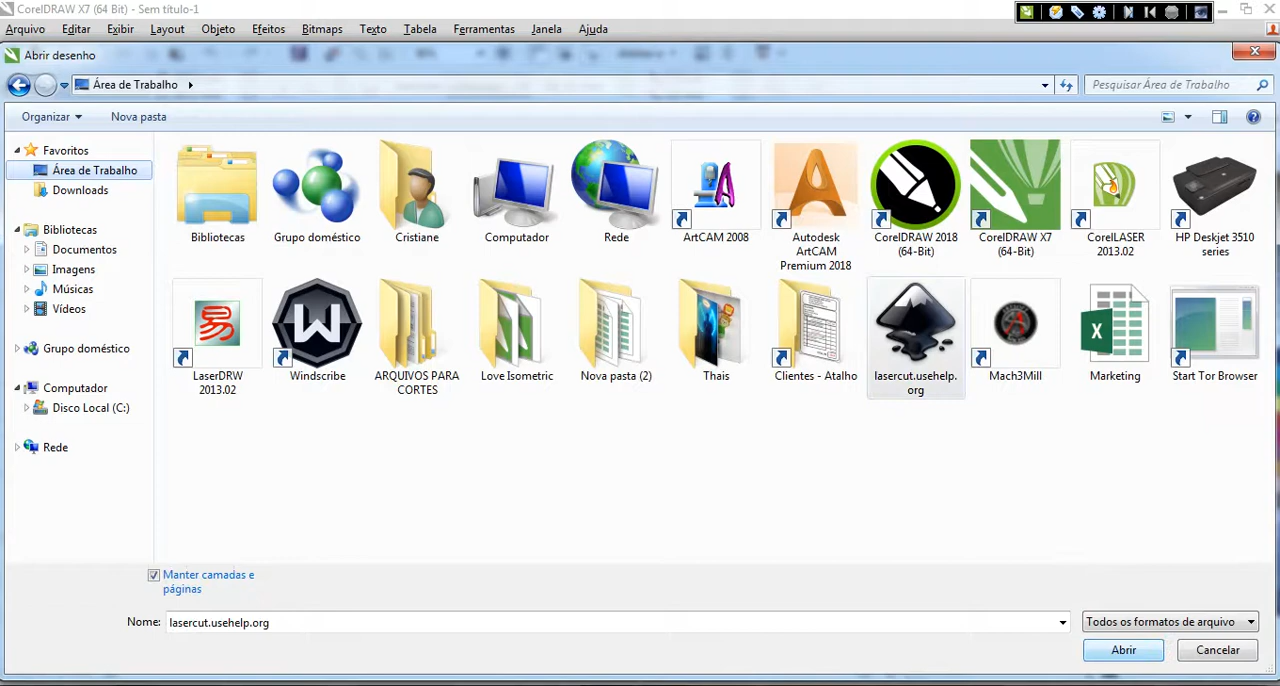 CorelDRAW X7 (64 Bit) - Sem título-1
Arquivo Editar Exibir Layout Objeto Efeitos Bitmaps Texto Tabela Ferramentas Janela Ajuda
Abrir desenho
Área de Trabalho
Pesquisar Área de Trabalho
Organizar Nova pasta
Favoritos
Área de Trabalho
Downloads
Bibliotecas
Documentos
Imagens
Músicas
Vídeos
Grupo doméstico
Computador
Disco Local (C:)
Rede
Bibliotecas
Grupo doméstico
Cristiane
Computador
Rede
ArtCAM 2008
Autodesk
ArtCAM
Premium 2018
CorelDRAW 2018
(64-Bit)
CorelDRAW X7
(64-Bit)
CorelLASER
2013.02
HP Deskjet 3510
series
易
LaserDRW
2013.02
Windscribe
ARQUIVOS PARA
CORTES
Love Isometric
Nova pasta (2)
Thais
Clientes - Atalho
lasercut.usehelp.
org
Mach3Mill
Marketing
Start Tor Browser
Manter camadas e
páginas
Nome: lasercut.usehelp.org
Todos os formatos de arquivo
Abrir Cancelar